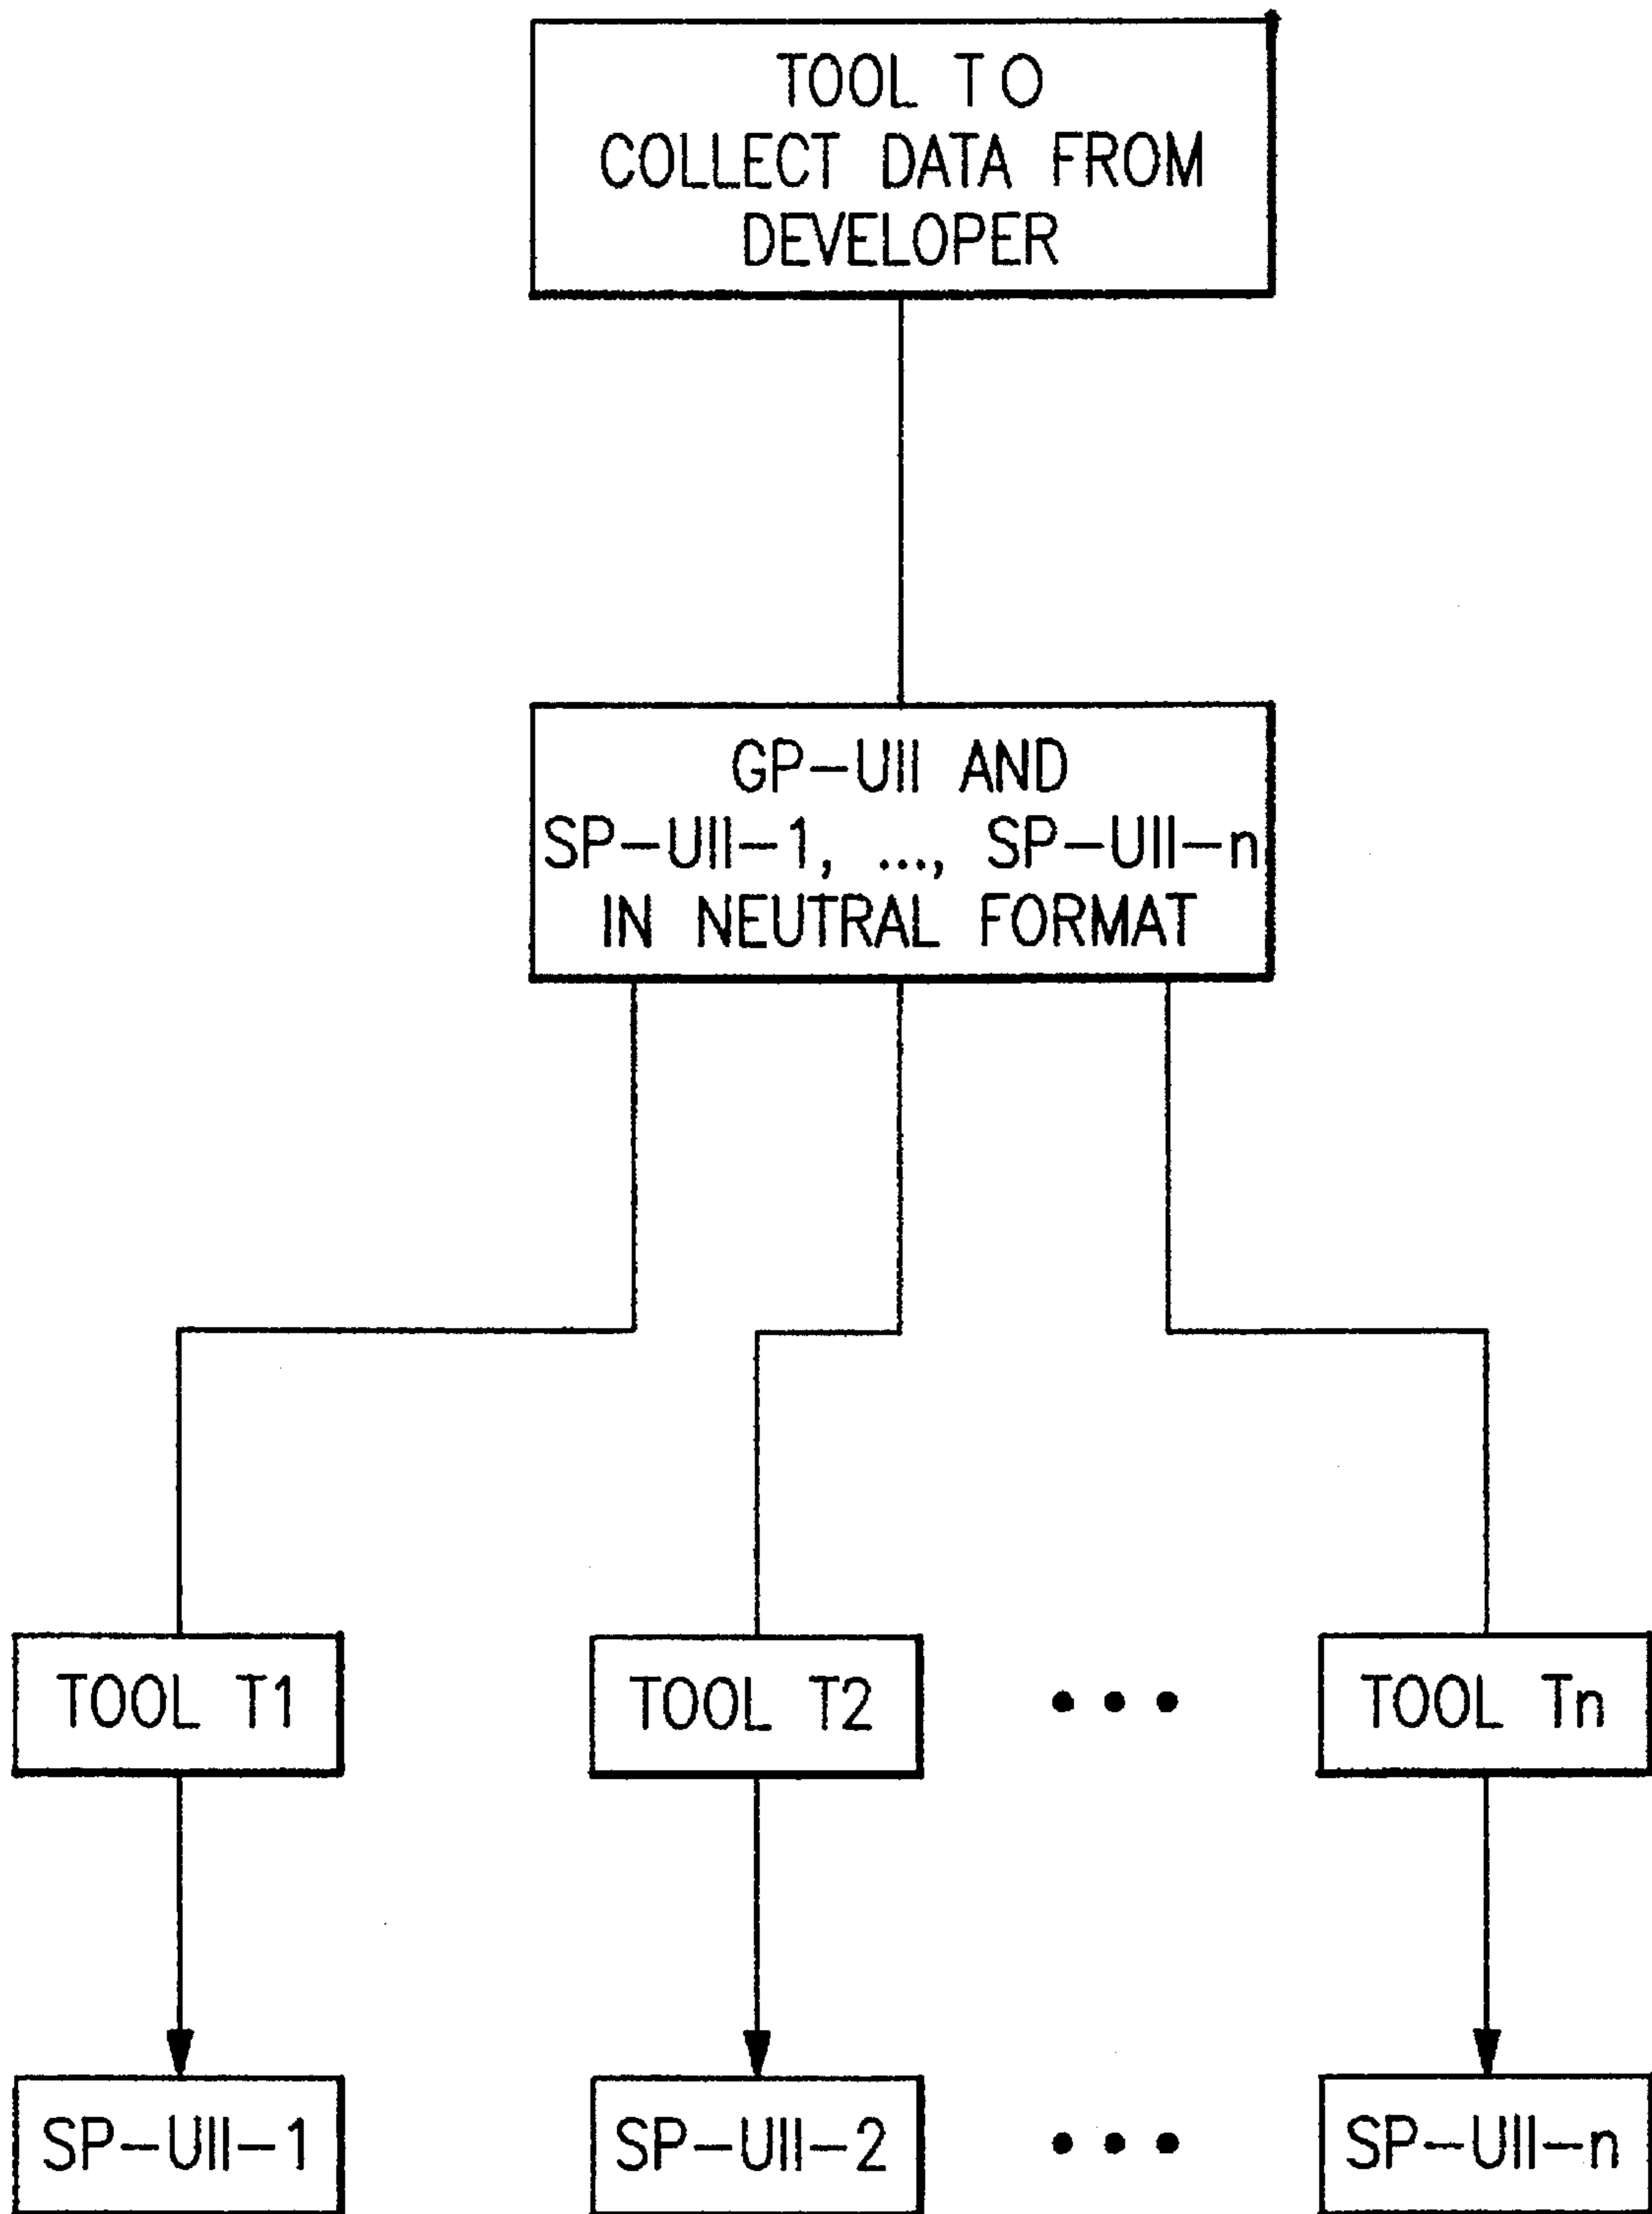 TOOL TO
COLLECT DATA FROM
DEVELOPER
GP-UII AND
SP-UII-1, ..., SP-UII-n
IN NEUTRAL FORMAT
TOOL T1
TOOL T2
• • •
TOOL Tn
SP-UII-1
SP-UII-2
• • •
SP-UII-n